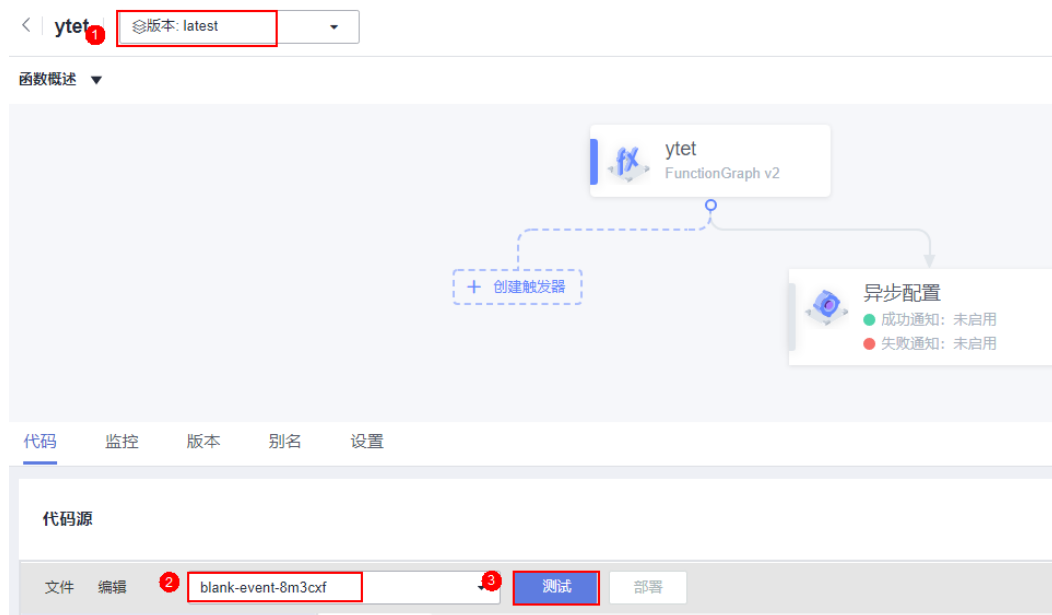 ytet 1 版本: latest
函数概述
ytet
FunctionGraph v2
创建触发器
异步配置
成功通知：未启用
失败通知：未启用
代码 监控 版本 别名 设置
代码源
文件 编辑 2 blank-event-8m3cxf 3 测试 部署